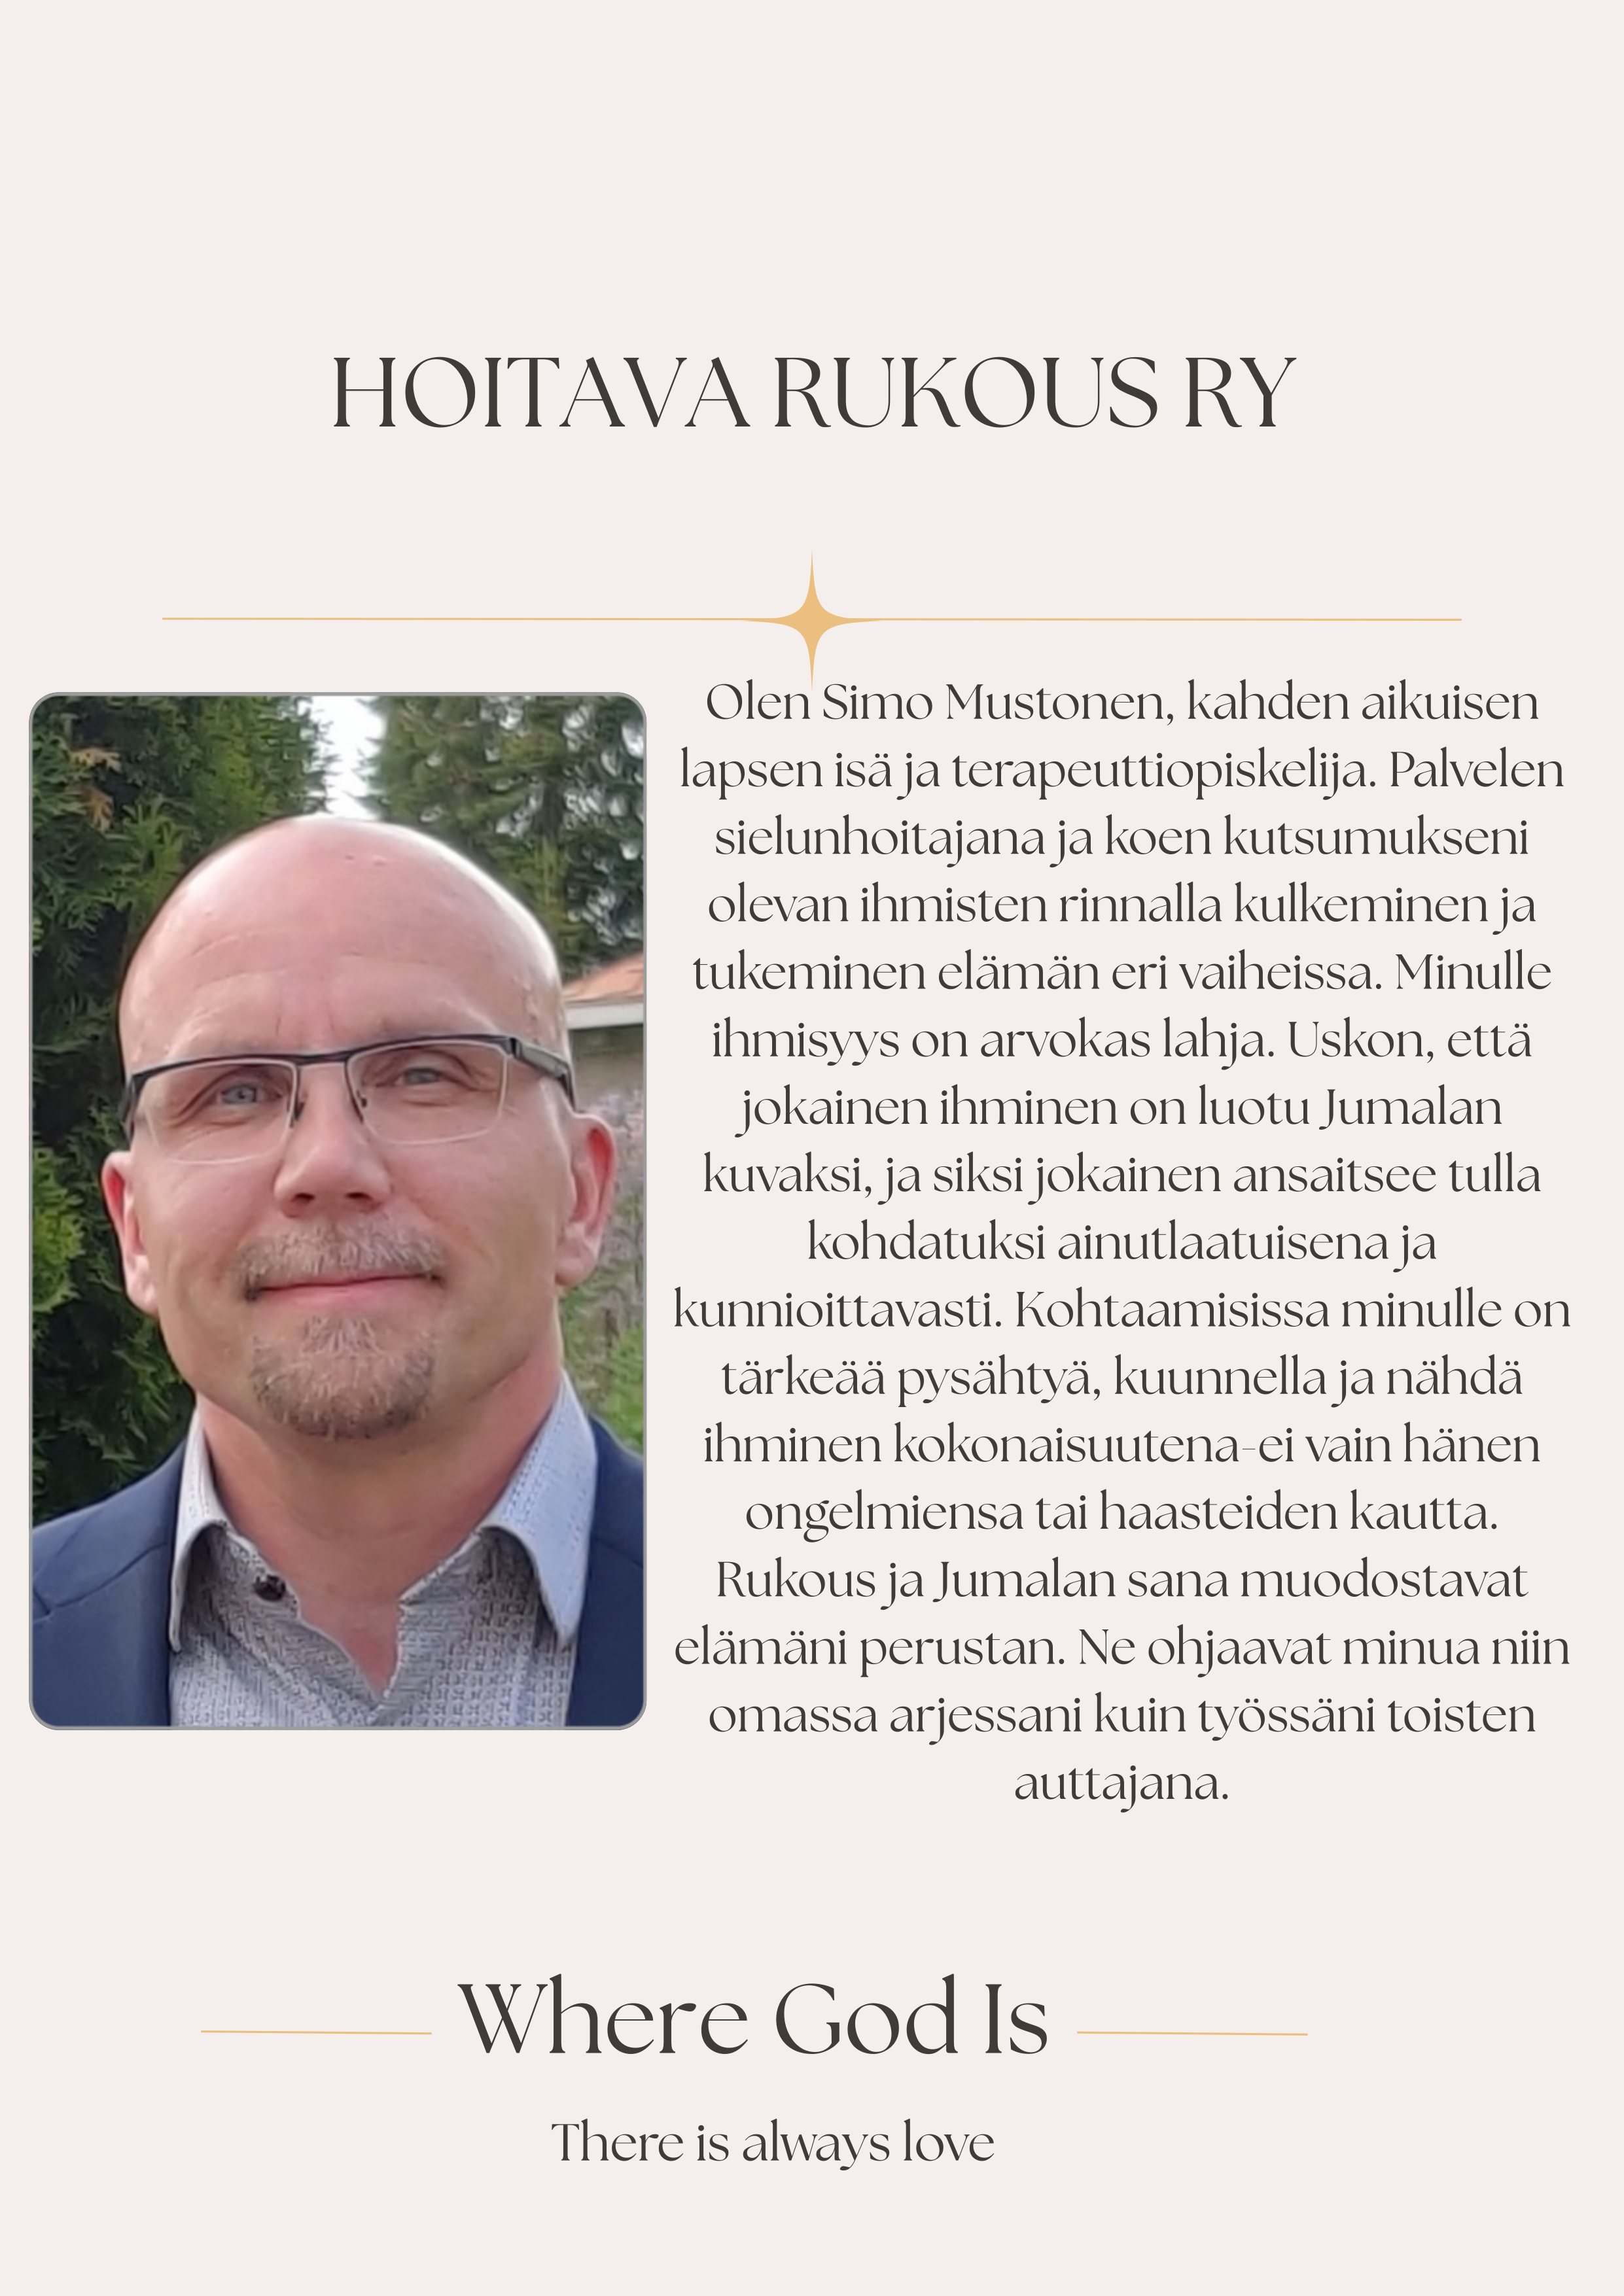 HOITAVA RUKOUS RY
Olen Simo Mustonen, kahden aikuisen
lapsen isä ja terapeuttiopiskelija. Palvelen
sielunhoitajana ja koen kutsumukseni
olevan ihmisten rinnalla kulkeminen ja
tukeminen elämän eri vaiheissa. Minulle
ihmisyys on arvokas lahja. Uskon, että
jokainen ihminen on luotu Jumalan
kuvaksi, ja siksi jokainen ansaitsee tulla
kohdatuksi ainutlaatuisena ja
kunnioittavasti. Kohtaamisissa minulle on
tärkeää pysähtyä, kuunnella ja nähdä
ihminen kokonaisuutena-ei vain hänen
ongelmiensa tai haasteiden kautta.
Rukous ja Jumalan sana muodostavat
elämäni perustan. Ne ohjaavat minua niin
omassa arjessani kuin työssäni toisten
auttajana.
Where God Is
There is always love